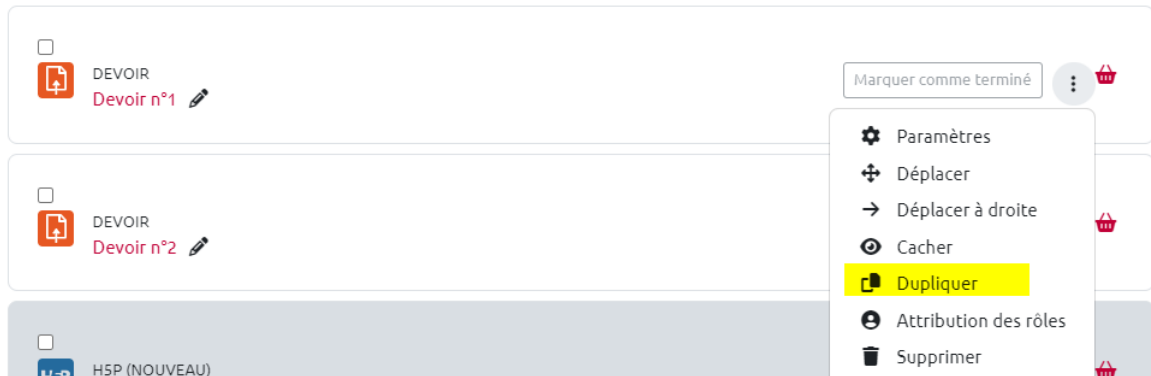 DEVOIR
Devoir n°1
Marquer comme terminé
Paramètres
Déplacer
Déplacer à droite
DEVOIR
Devoir n°2
Cacher
Dupliquer
Attribution des rôles
Supprimer
H5P (NOUVEAU)